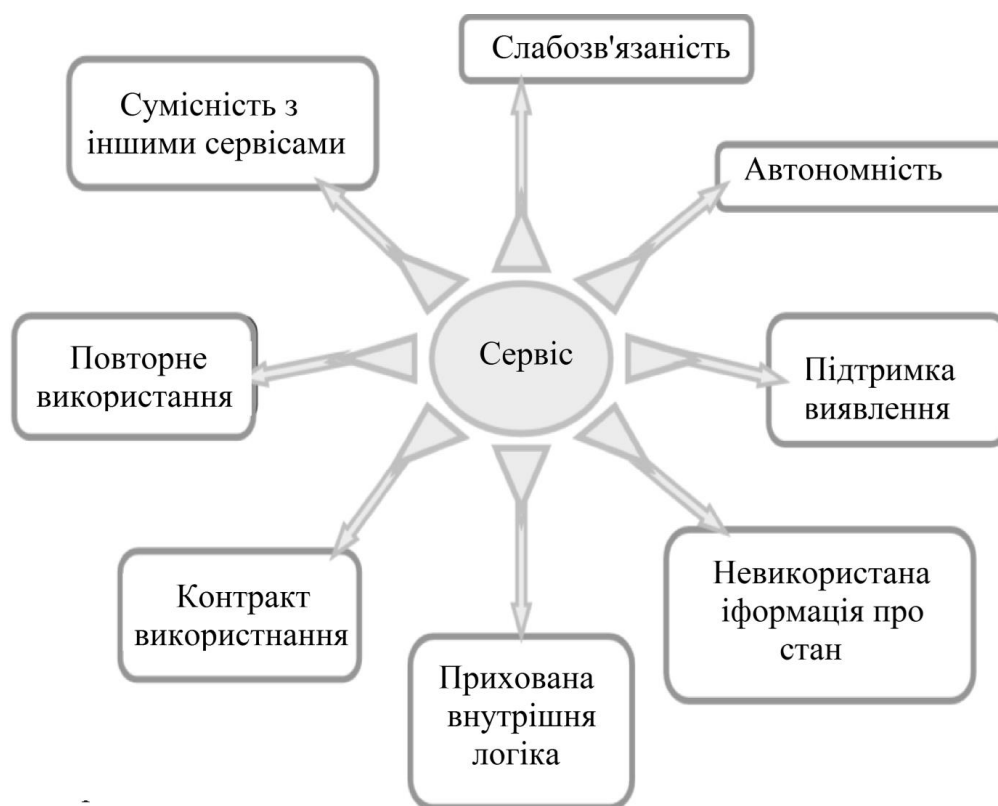 Слабозв'язаність
Сумісність з
іншими сервісами
Автономність
Сервіс
Повторне
використання
Підтримка
виявлення
Контракт
використнання
Невикористана
іформація про
стан
Прихована
внутрішня
логіка